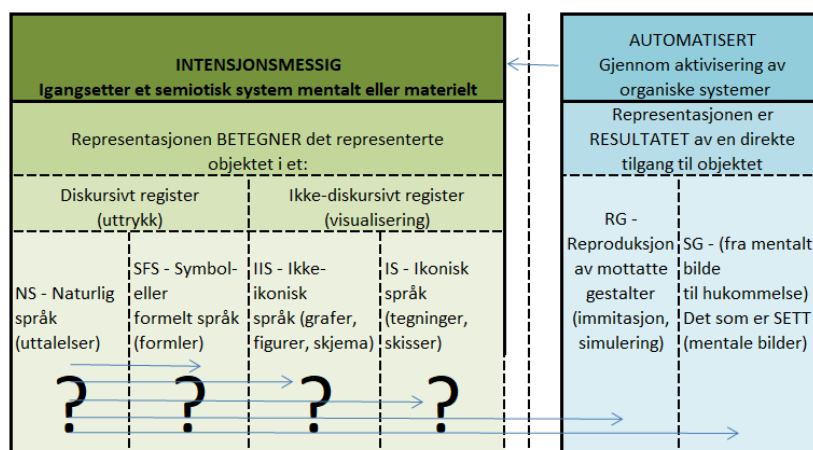 INTENSJONSMESSIG
Igangsetter et semiotisk system mentalt eller materielt
AUTOMATISERT
Gjennom aktivisering av
organiske systemer
Representasjonen BETEGNER det representerte
objektet i et:
Representasjonen er
RESULTATET av en direkte
tilgang til objektet
Diskursivt register
(uttrykk)
Ikke-diskursivt register
(visualisering)
NS - Naturlig
språk
(uttalelser)
SFS - Symbol-
eller
formelt språk
(formler)
IIS - Ikke-
ikonisk
språk (grafer,
figurer, skjema)
IS - Ikonisk
språk
(tegninger,
skisser)
RG -
Reproduksjon
av mottatte
gestalter
(immitasjon,
simulering)
SG - (fra mentalt
bilde
til hukommelse)
Det som er SETT
(mentale bilder)
? ? ? ?